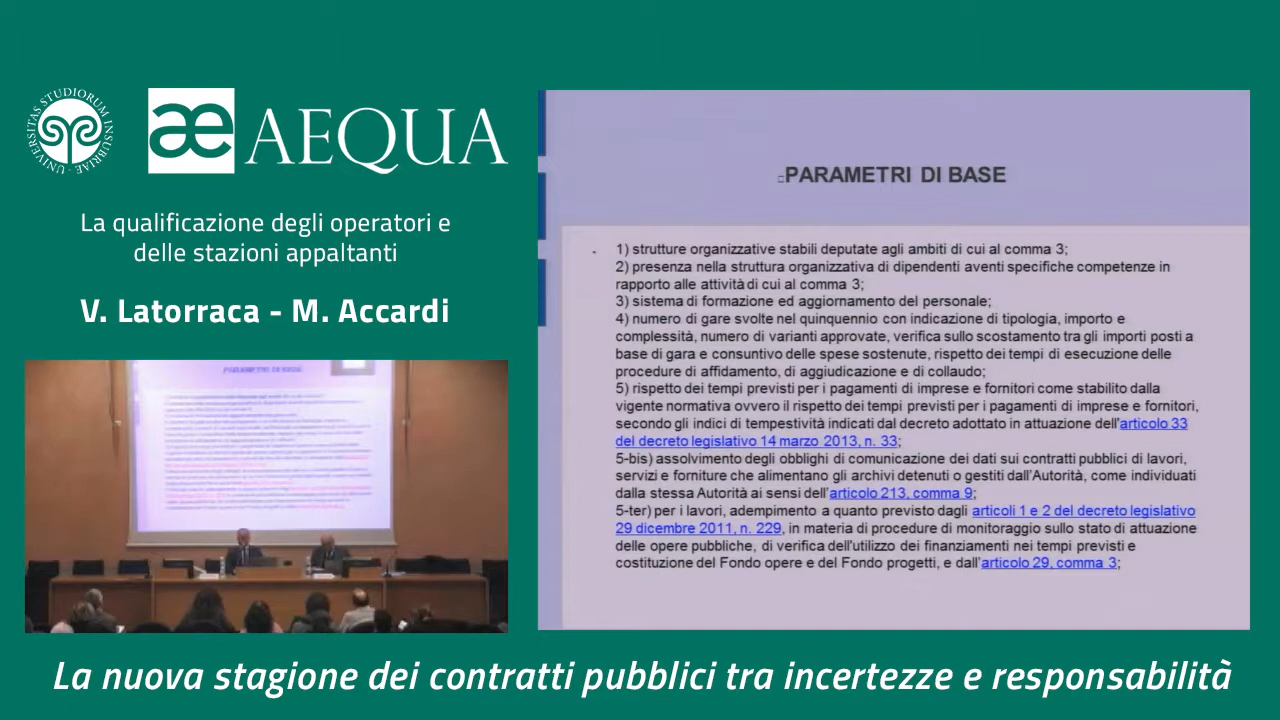 UNIVERSITAS STUDIORUM INSUBRIAE
æ AEQUA
La qualificazione degli operatori e
delle stazioni appaltanti
V. Latorraca - M. Accardi
PARAMETRI DI BASE
PARAMETRI DI BASE
1) strutture organizzative stabili deputate agli ambiti di cui al comma 3;
2) presenza nella struttura organizzativa di dipendenti aventi specifiche competenze in
rapporto alle attività di cui al comma 3;
3) sistema di formazione ed aggiornamento del personale;
4) numero di gare svolte nel quinquennio con indicazione di tipologia, importo e
complessità, numero di varianti approvate, verifica sullo scostamento tra gli importi posti a
base di gara e consuntivo delle spese sostenute, rispetto dei tempi di esecuzione delle
procedure di affidamento, di aggiudicazione e di collaudo;
5) rispetto dei tempi previsti per i pagamenti di imprese e fornitori come stabilito dalla
vigente normativa ovvero il rispetto dei tempi previsti per i pagamenti di imprese e fornitori,
secondo gli indici di tempestività indicati dal decreto adottato in attuazione dell'articolo 33
del decreto legislativo 14 marzo 2013, n. 33;
5-bis) assolvimento degli obblighi di comunicazione dei dati sui contratti pubblici di lavori,
servizi e forniture che alimentano gli archivi detenuti o gestiti dall'Autorità, come individuati
dalla stessa Autorità ai sensi dell'articolo 213, comma 9;
5-ter) per i lavori, adempimento a quanto previsto dagli articoli 1 e 2 del decreto legislativo
29 dicembre 2011, n. 229, in materia di procedure di monitoraggio sullo stato di attuazione
delle opere pubbliche, di verifica dell'utilizzo dei finanziamenti nei tempi previsti e
costituzione del Fondo opere e del Fondo progetti, e dall'articolo 29, comma 3;
La nuova stagione dei contratti pubblici tra incertezze e responsabilità